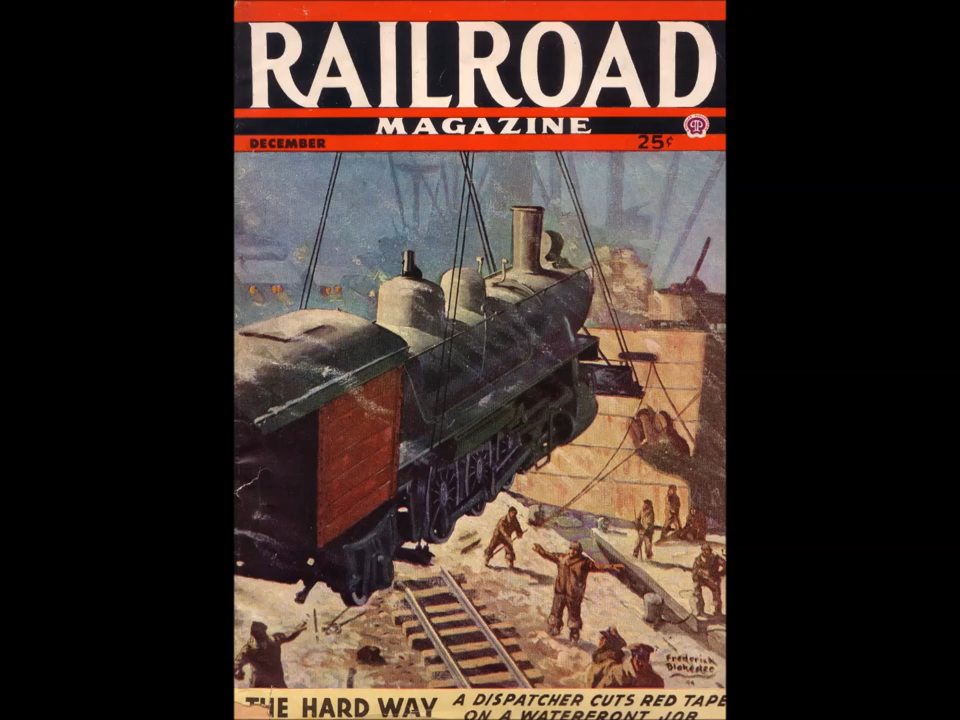 RAILROAD
MAGAZINE
DECEMBER 25¢
Frederick
Blakeslee
THE HARD WAY
A DISPATCHER CUTS RED TAPE
ON A WATERFRONT JOB